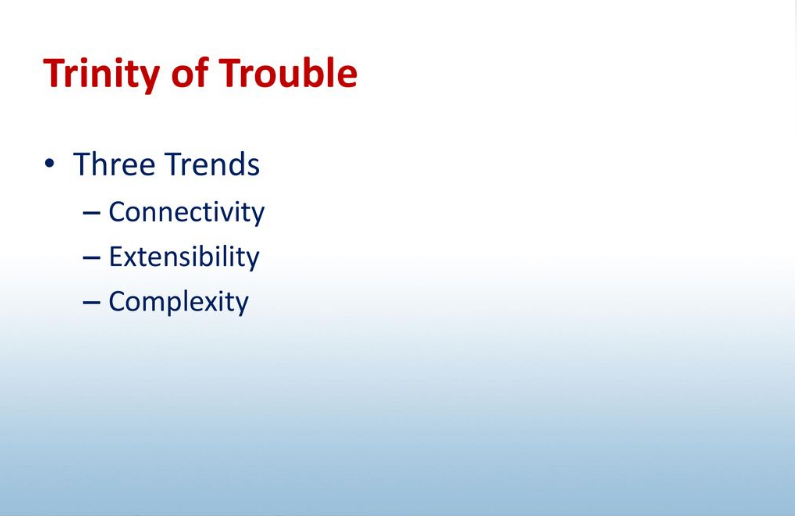 Trinity of Trouble
• Three Trends
– Connectivity
– Extensibility
– Complexity